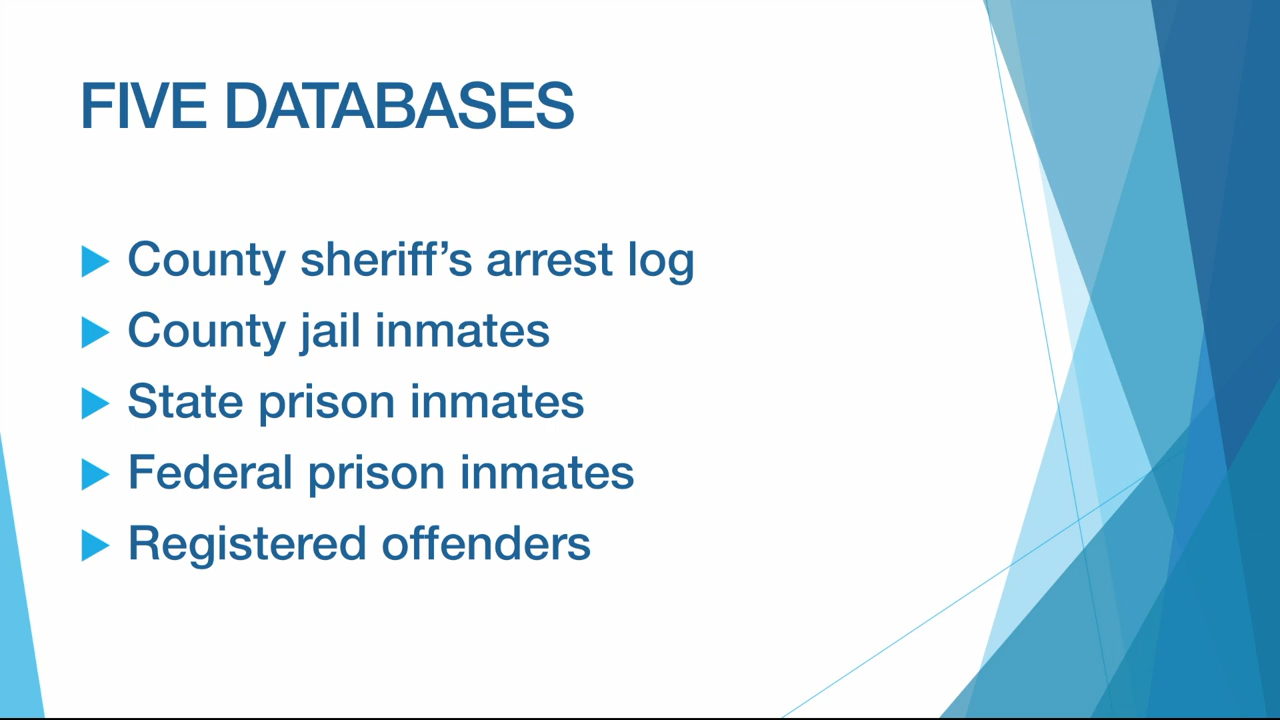 FIVE DATABASES
County sheriff’s arrest log
County jail inmates
State prison inmates
Federal prison inmates
Registered offenders